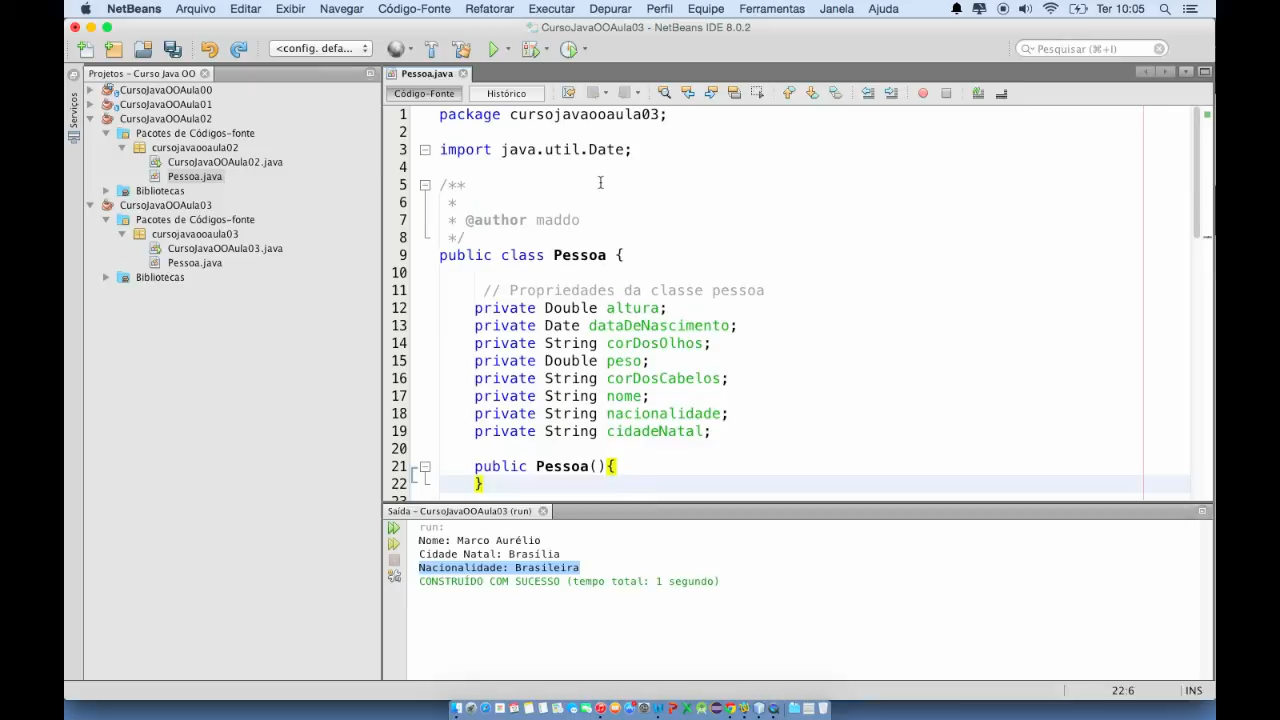 NetBeans Arquivo Editar Exibir Navegar Código-Fonte Refatorar Executar Depurar Perfil Equipe Ferramentas Janela Ajuda Ter 10:05
CursoJavaOOAula03 - NetBeans IDE 8.0.2
<config. defa... Pesquisar (⌘+I)
Projetos - Curso Java OO
Pessoa.java
CursoJavaOOAula00
Código-Fonte Histórico
CursoJavaOOAula01
CursoJavaOOAula02
Pacotes de Códigos-fonte
cursojavaooaula02
CursoJavaOOAula02.java
Pessoa.java
Bibliotecas
CursoJavaOOAula03
Pacotes de Códigos-fonte
cursojavaooaula03
CursoJavaOOAula03.java
Pessoa.java
Bibliotecas
Serviços
1 package cursojavaooaula03;
2
3 import java.util.Date;
4
5 /**
6 *
7 * @author maddo
8 */
9 public class Pessoa {
10
11 // Propriedades da classe pessoa
12 private Double altura;
13 private Date dataDeNascimento;
14 private String corDosOlhos;
15 private Double peso;
16 private String corDosCabelos;
17 private String nome;
18 private String nacionalidade;
19 private String cidadeNatal;
20
21 public Pessoa(){
22 }
Saída - CursoJavaOOAula03 (run)
run:
Nome: Marco Aurélio
Cidade Natal: Brasília
Nacionalidade: Brasileira
CONSTRUÍDO COM SUCESSO (tempo total: 1 segundo)
22:6 INS